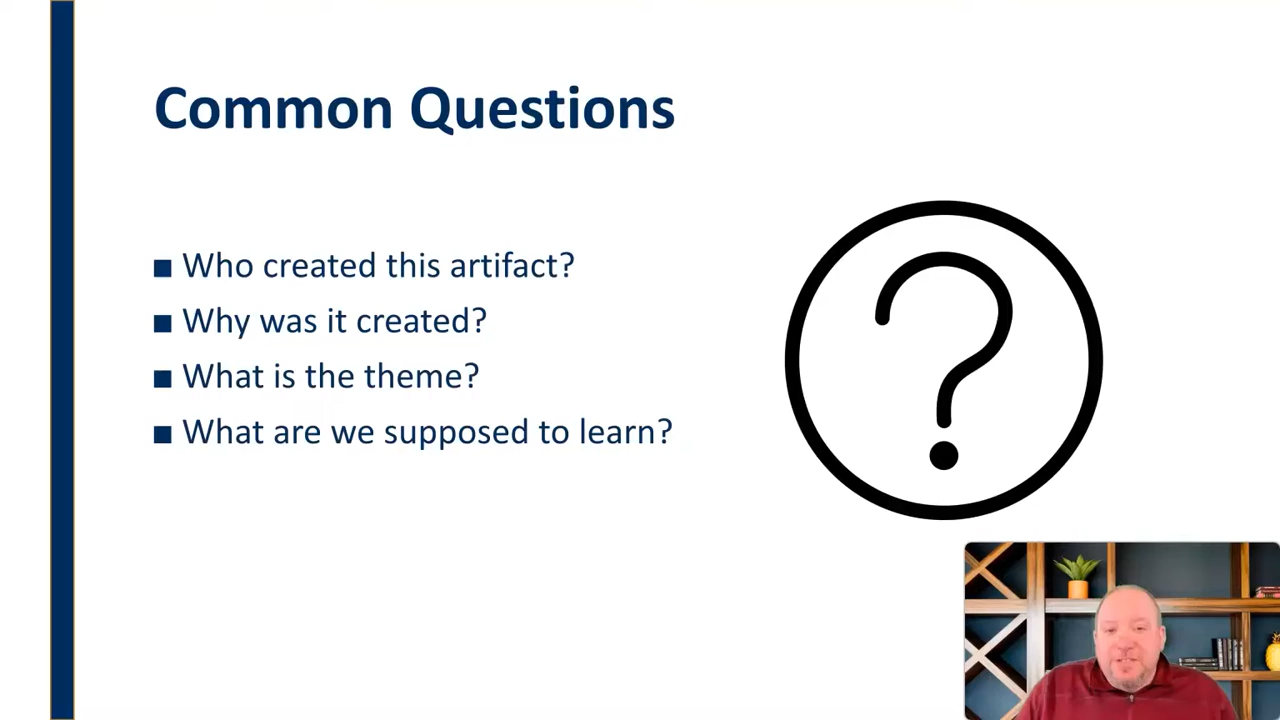 Common Questions
Who created this artifact?
Why was it created?
What is the theme?
What are we supposed to learn?